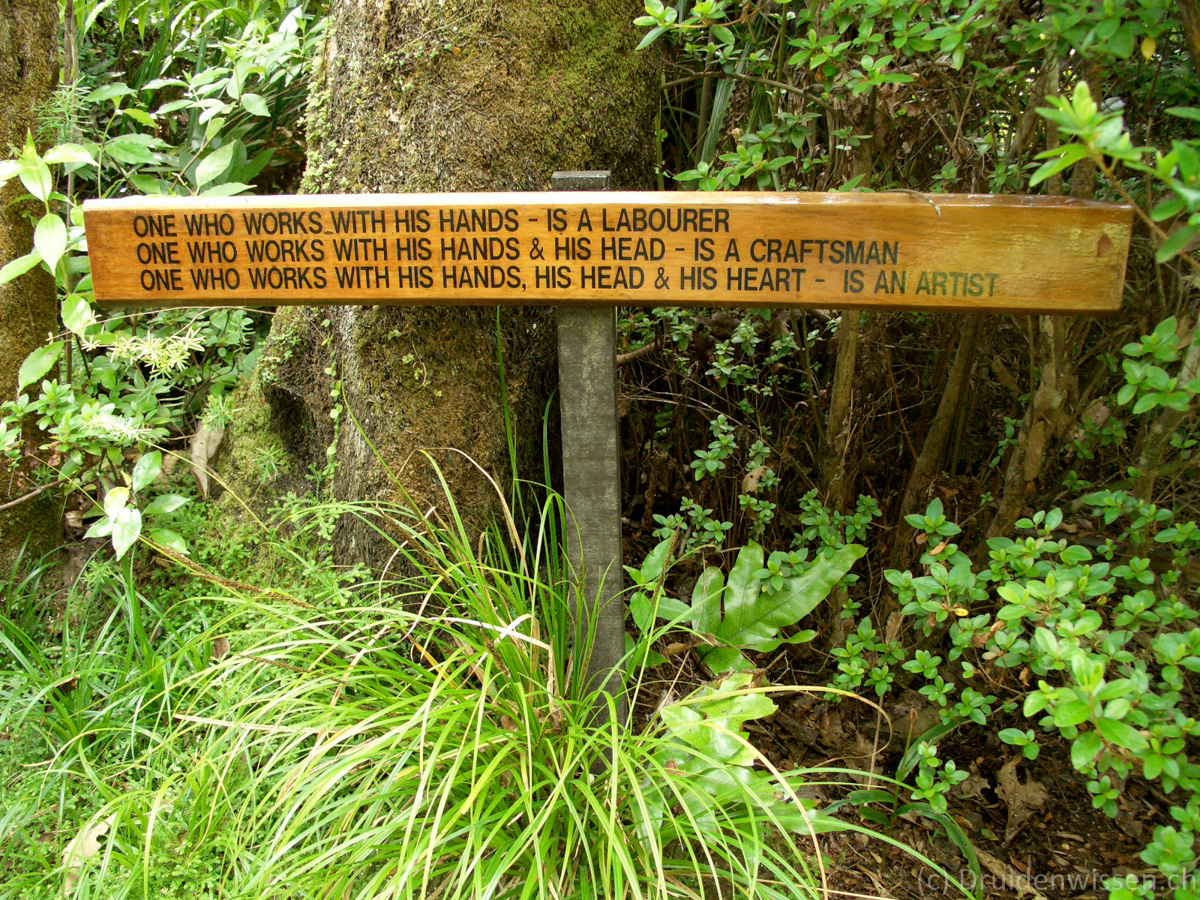 ONE WHO WORKS WITH HIS HANDS - IS A LABOURER
ONE WHO WORKS WITH HIS HANDS & HIS HEAD - IS A CRAFTSMAN
ONE WHO WORKS WITH HIS HANDS, HIS HEAD & HIS HEART - IS AN ARTIST
(c) Druidenwissen.ch